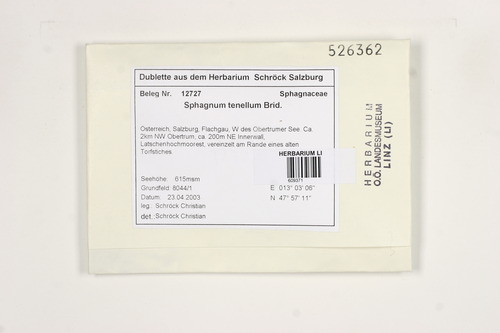 526362
Dublette aus dem Herbarium Schröck Salzburg
Beleg Nr. 12727 Sphagnaceae
Sphagnum tenellum Brid.
Österreich, Salzburg, Flachgau, W des Obertrumer See. Ca.
2km NW Obertrum, ca. 200m NE Innerwall,
Latschenhochmoorest, vereinzelt am Rande eines alten
Torfstiches
HERBARIUM LI
609371
Seehöhe: 615msm
Grundfeld: 8044/1 E 013° 03' 06"
Datum: 23.04.2003 N 47° 57' 11"
leg.: Schröck Christian
det.: Schröck Christian
HERBARIUM
O.Ö. LANDESMUSEUM
LINZ (LI)